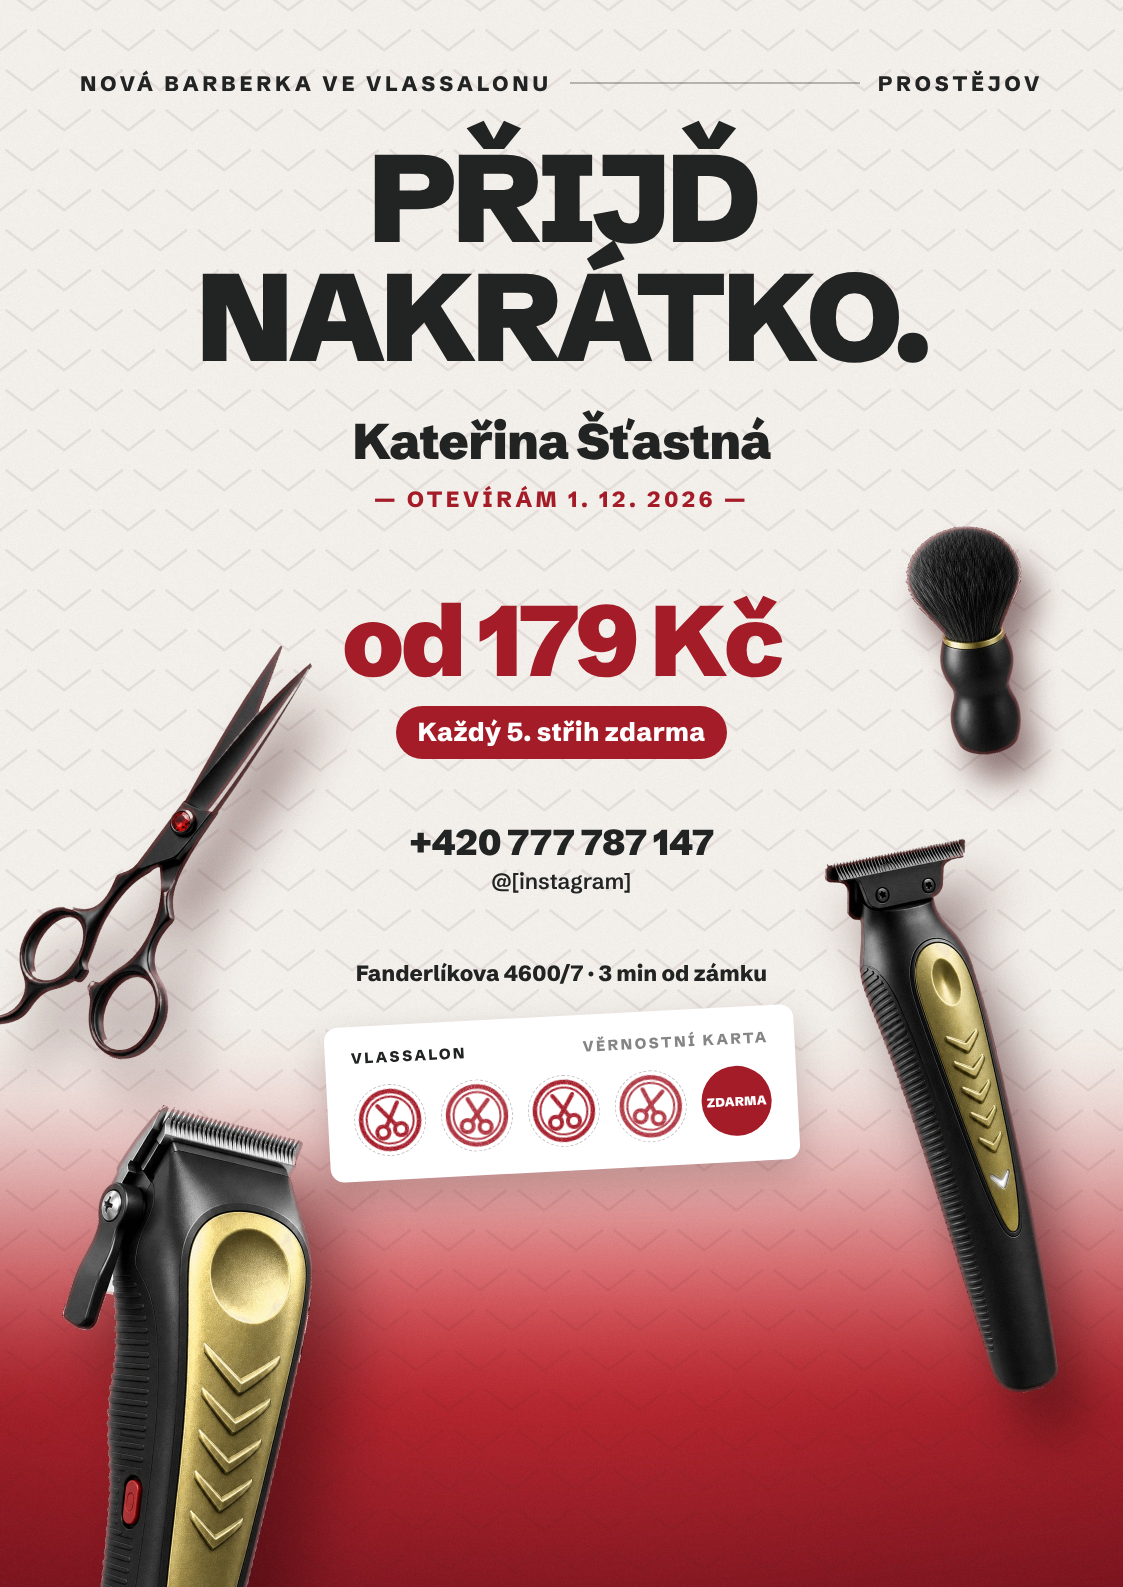 NOVÁ BARBERKA VE VLASSALONU PROSTĚJOV
PŘIJĎ
NAKRÁTKO.
Kateřina Šťastná
— OTEVÍRÁM 1. 12. 2026 —
od 179 Kč
Každý 5. střih zdarma
+420 777 787 147
@[instagram]
Fanderlíkova 4600/7 · 3 min od zámku
VLASSALON VĚRNOSTNÍ KARTA
ZDARMA